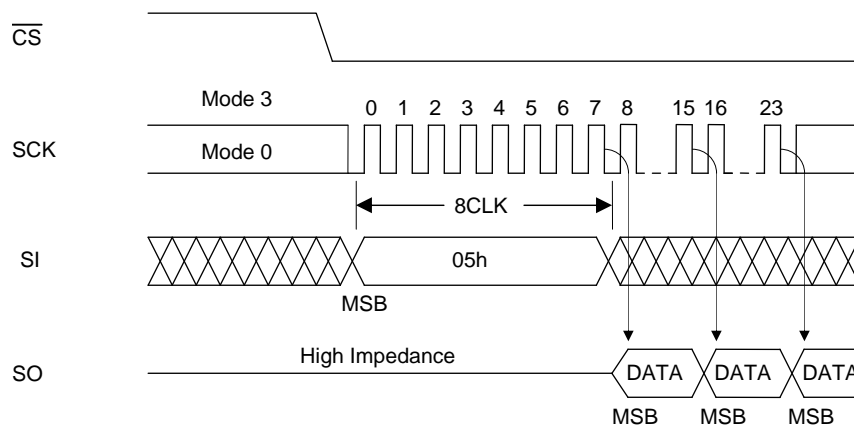 CS
Mode 3
0 1 2 3 4 5 6 7 8 15 16 23
SCK
Mode 0
8CLK
SI
05h
MSB
High Impedance
SO
DATA DATA DATA
MSB MSB MSB